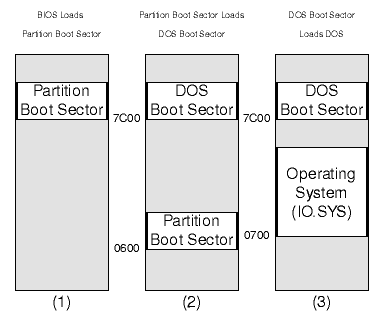 BIOS Loads
Partition Boot Sector
Partition Boot Sector Loads
DOS Boot Sector
DOS Boot Sector
Loads DOS
Partition
Boot Sector
7C00
DOS
Boot Sector
7C00
DOS
Boot Sector
Operating
System
(IO.SYS)
Partition
Boot Sector
0600
0700
(1)
(2)
(3)